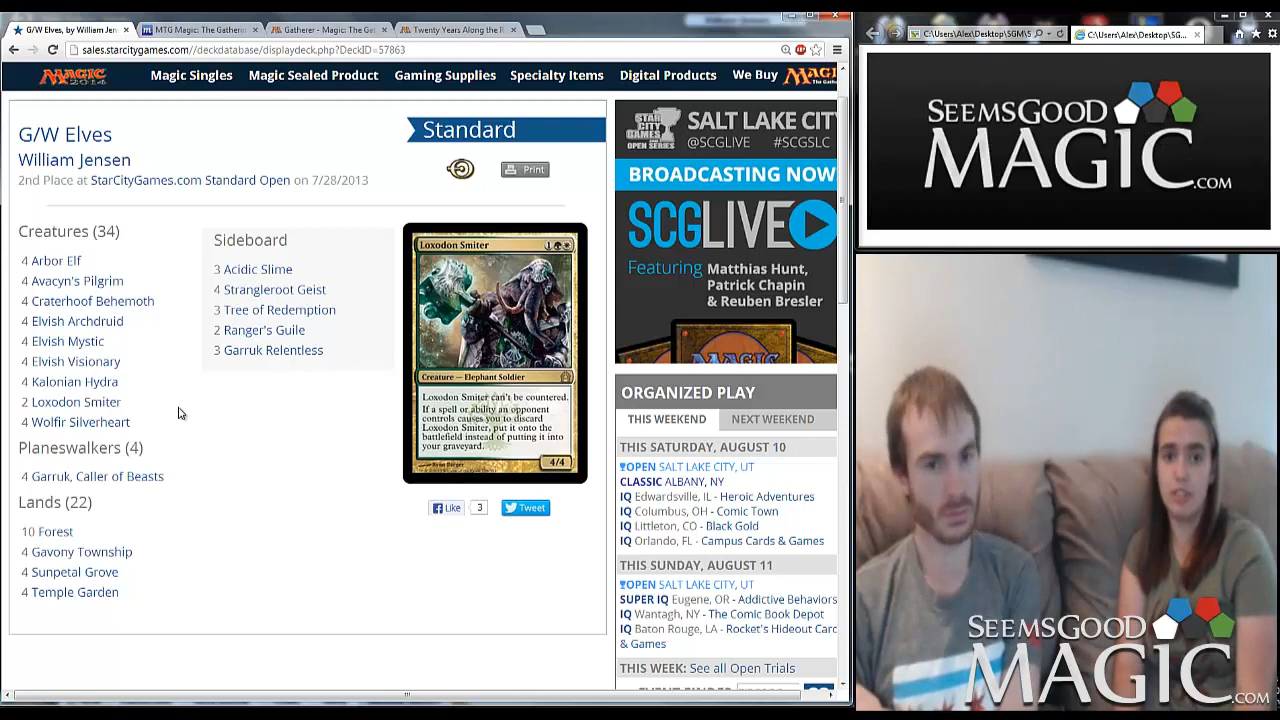 G/W Elves, by William Jen
MTG Magic: The Gatherin
Gatherer - Magic: The G
Twenty Years Along the R
sales.starcitygames.com//deckdatabase/displaydeck.php?DeckID=57863
MAGIC 2014
Magic Singles
Magic Sealed Product
Gaming Supplies
Specialty Items
Digital Products
We Buy
MAGI
G/W Elves
William Jensen
2nd Place at StarCityGames.com Standard Open on 7/28/2013
Standard
Print
Creatures (34)
4 Arbor Elf
4 Avacyn's Pilgrim
4 Craterhoof Behemoth
4 Elvish Archdruid
4 Elvish Mystic
4 Elvish Visionary
4 Kalonian Hydra
2 Loxodon Smiter
4 Wolfir Silverheart
Planeswalkers (4)
4 Garruk, Caller of Beasts
Lands (22)
10 Forest
4 Gavony Township
4 Sunpetal Grove
4 Temple Garden
Sideboard
3 Acidic Slime
4 Strangleroot Geist
3 Tree of Redemption
2 Ranger's Guile
3 Garruk Relentless
Loxodon Smiter
1
Creature — Elephant Soldier
Loxodon Smiter can't be countered.
If a spell or ability an opponent
controls causes you to discard
Loxodon Smiter, put it onto the
battlefield instead of putting it into
your graveyard.
4/4
Like
3
Tweet
STAR CITY GAMES
OPEN SERIES
SALT LAKE CITY
@SCGLIVE #SCGSLC
BROADCASTING NOW
SCGLIVE
Featuring Matthias Hunt,
Patrick Chapin
& Reuben Bresler
ORGANIZED PLAY
THIS WEEKEND
NEXT WEEKEND
THIS SATURDAY, AUGUST 10
OPEN SALT LAKE CITY, UT
CLASSIC ALBANY, NY
IQ Edwardsville, IL - Heroic Adventures
IQ Columbus, OH - Comic Town
IQ Littleton, CO - Black Gold
IQ Orlando, FL - Campus Cards & Games
THIS SUNDAY, AUGUST 11
OPEN SALT LAKE CITY, UT
SUPER IQ Eugene, OR - Addictive Behaviors
IQ Wantagh, NY - The Comic Book Depot
IQ Baton Rouge, LA - Rocket's Hideout Card
& Games
THIS WEEK: See all Open Trials
C:\Users\Alex\Desktop\SGM\S
C:\Users\Alex\Desktop\SG...
SEEMSGOOD
MAGIC.COM
SEEMSGOOD
MAGIC.COM